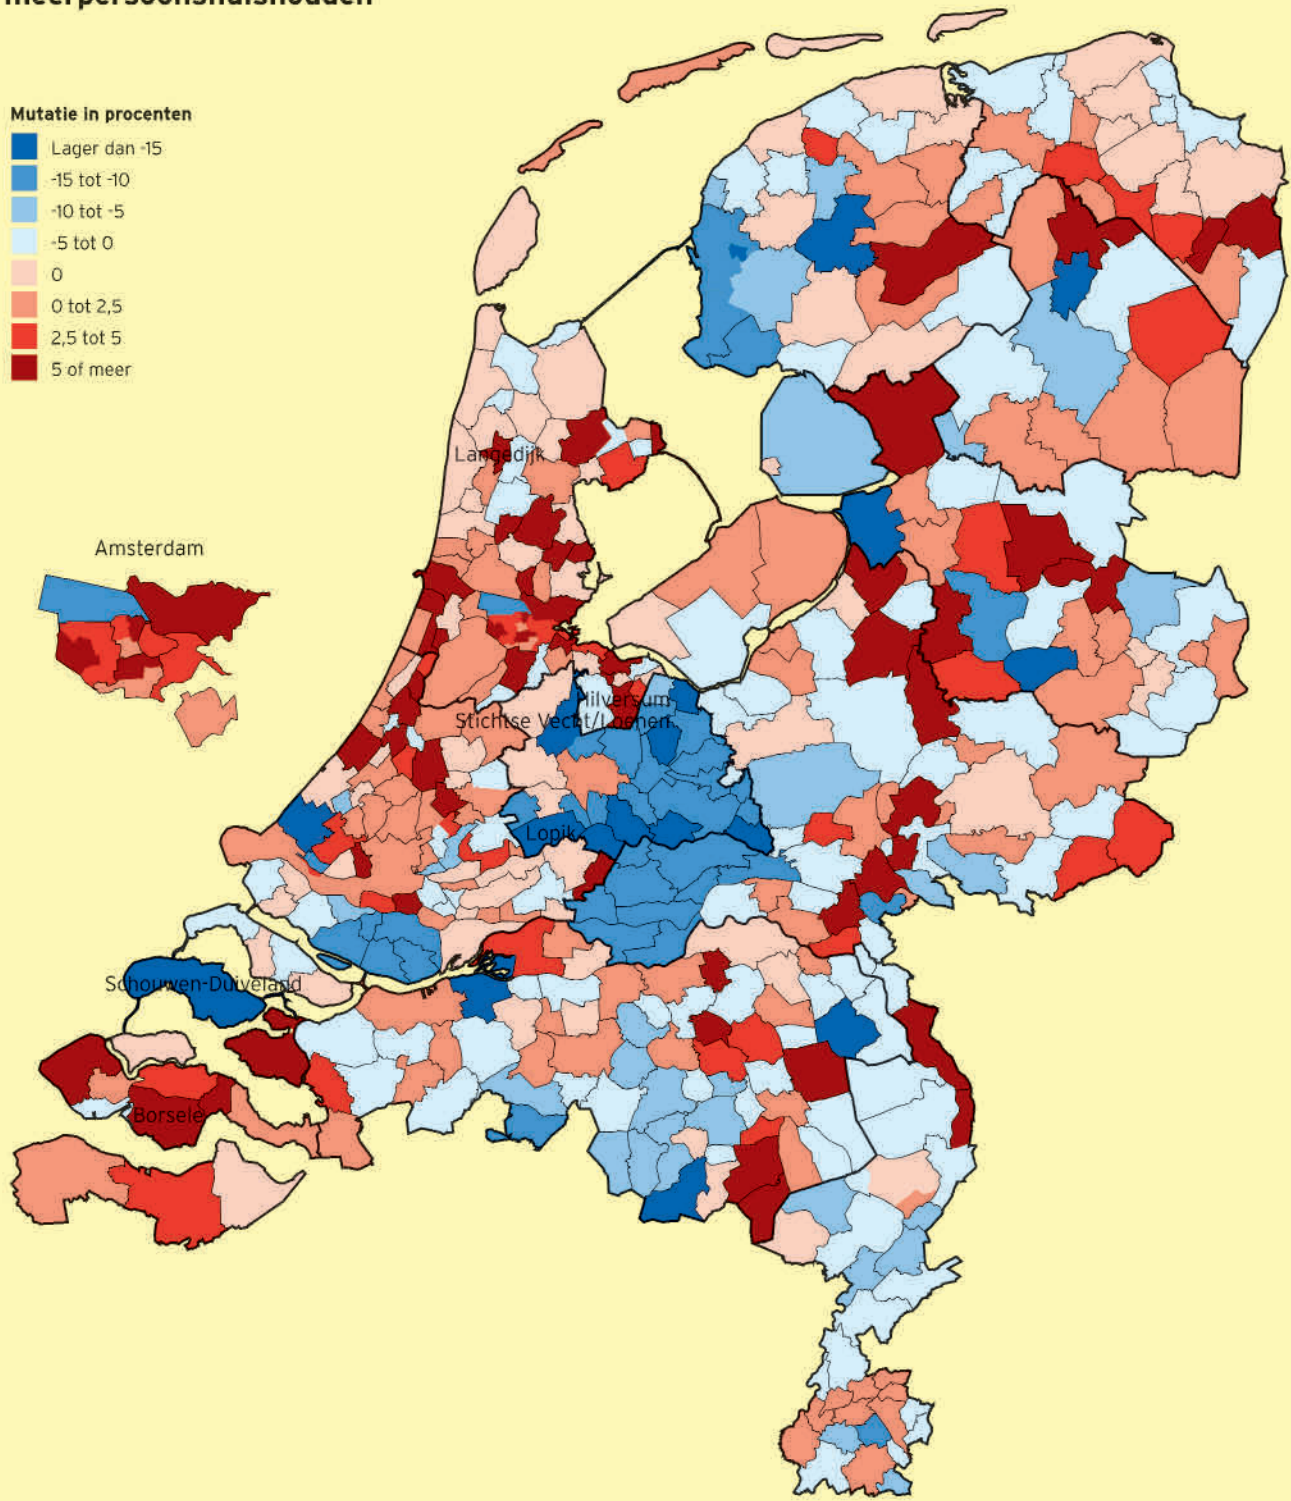 meerpersoonshuishouden
Mutatie in procenten
Lager dan -15
-15 tot -10
-10 tot -5
-5 tot 0
0
0 tot 2,5
2,5 tot 5
5 of meer
Langedijk
Amsterdam
Hilversum
Stichtse Vecht/Loenen
Lopik
Schouwen-Duiveland
Borsele